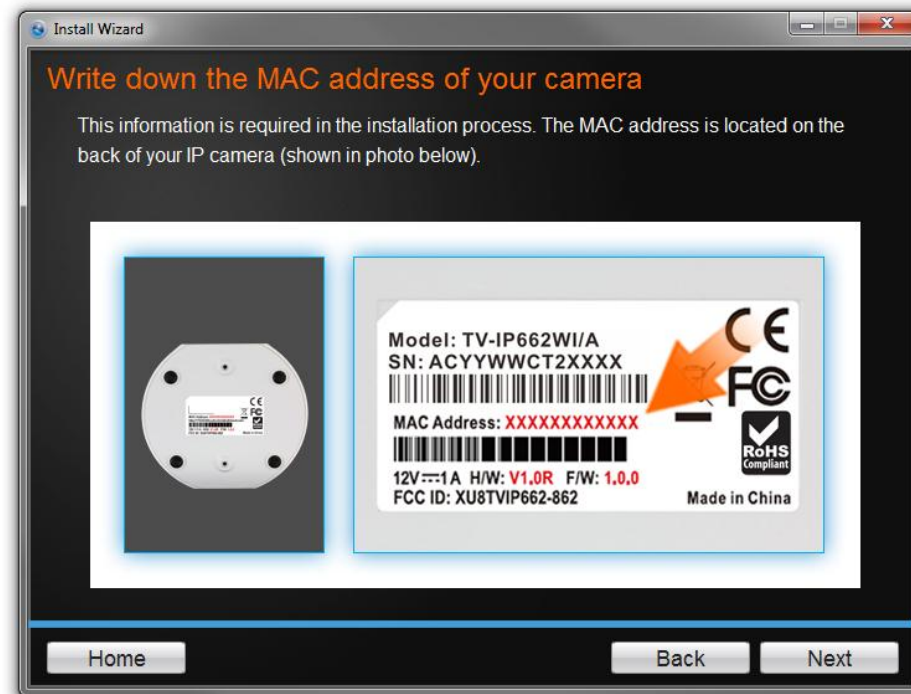 Install Wizard
Write down the MAC address of your camera
This information is required in the installation process. The MAC address is located on the
back of your IP camera (shown in photo below).
Model: TV-IP662WI/A
SN: ACYYWWCT2XXXX
MAC Address: XXXXXXXXXXXX
12V⎓1A H/W: V1.0R F/W: 1.0.0
FCC ID: XU8TVIP662-862
CE
FC
RoHS
Compliant
Made in China
Home
Back
Next